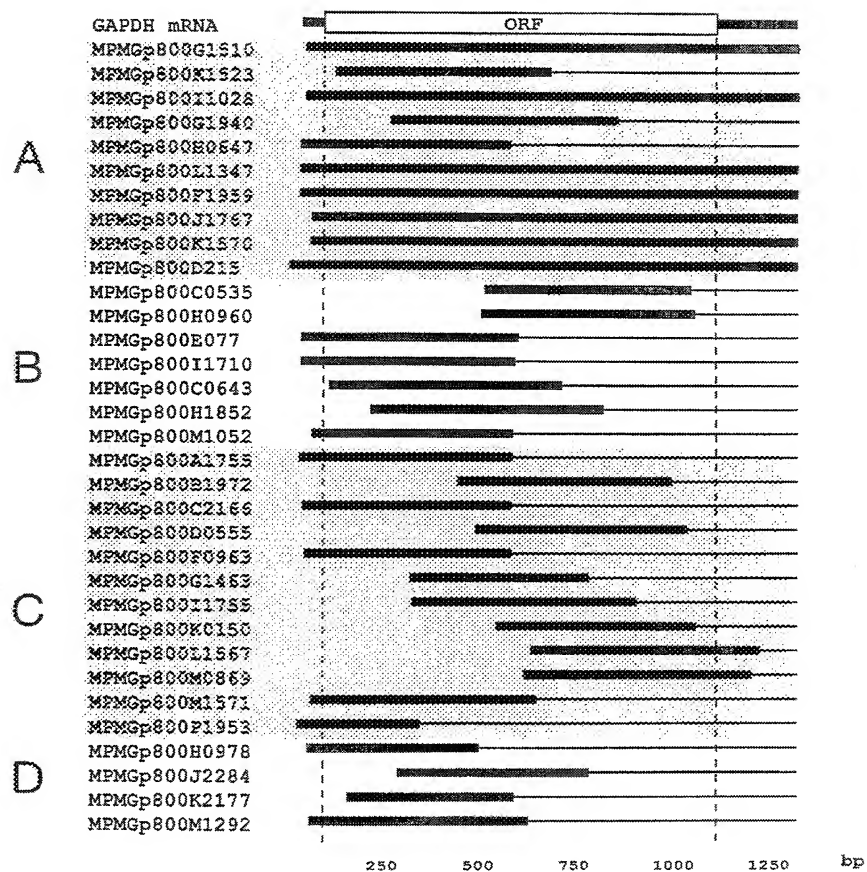 GAPDH mRNA ORF
MPMGp800G1510
MPMGp800K1523
MPMGp800I1028
MPMGp800G1940
MPMGp800H0647
A
MPMGp800L1347
MPMGp800F1959
MPMGp800J1767
MPMGp800K1570
MPMGp800D215
MPMGp800C0535
MPMGp800H0960
MPMGp800E077
B
MPMGp800I1710
MPMGp800C0643
MPMGp800H1852
MPMGp800M1052
MPMGp800A1755
MPMGp800B1972
MPMGp800C2166
MPMGp800D0555
MPMGp800F0963
MPMGp800G1463
C
MPMGp800I1755
MPMGp800K0150
MPMGp800L1567
MPMGp800M0869
MPMGp800M1571
MPMGp800P1953
MPMGp800H0978
D
MPMGp800J2284
MPMGp800K2177
MPMGp800M1292
250 500 750 1000 1250 bp